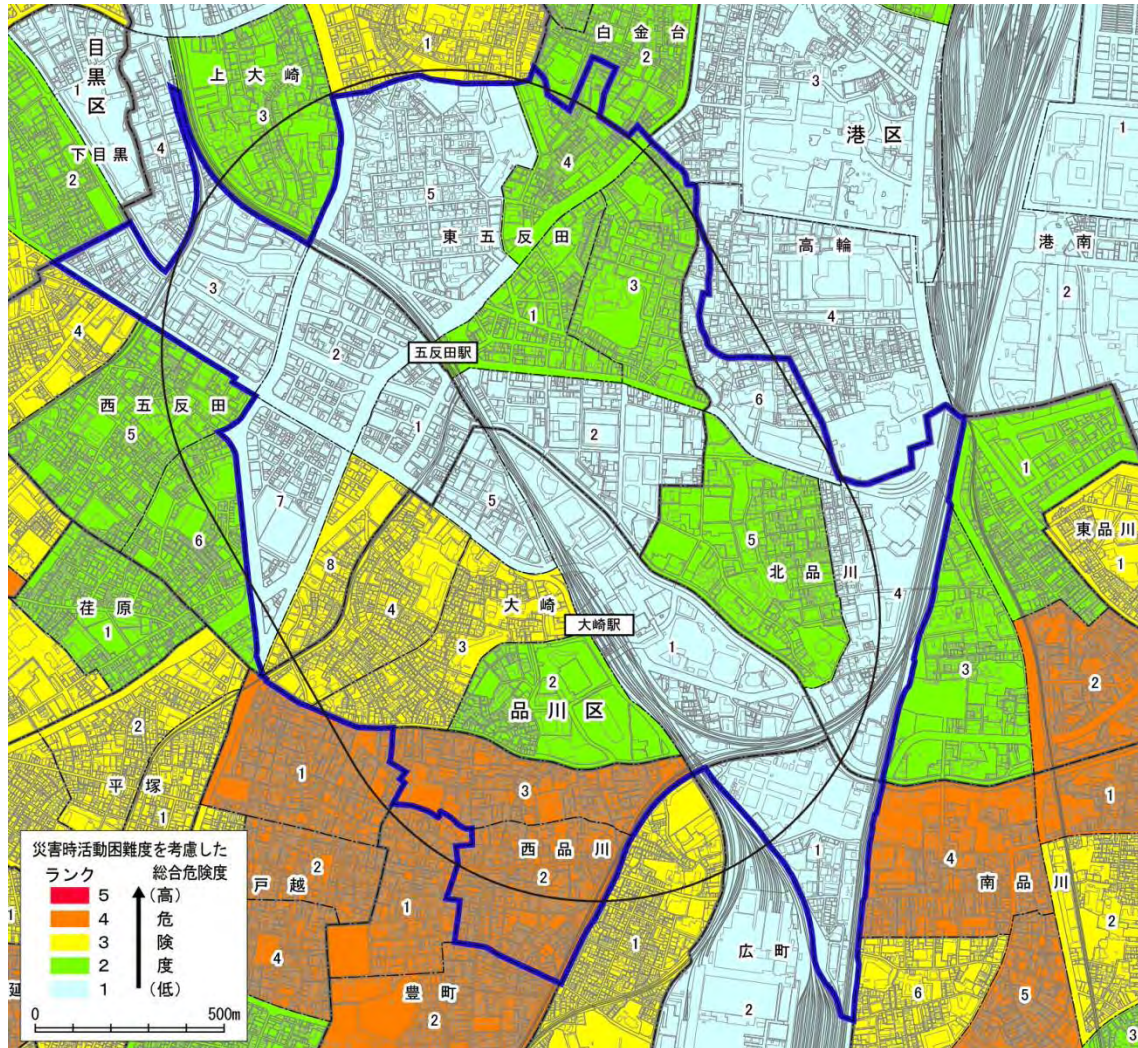 目黒区
1
4
下目黒
2
上大崎
3
1
白金台
2
3
港区
1
4
5
東五反田
3
高輪
4
港南
2
3
1
4
2
五反田駅
6
西五反田
5
1
2
5
7
6
8
4
大崎
3
大崎駅
5
北品川
4
1
1
東品川
1
3
2
荏原
1
2
品川区
2
平塚
1
1
3
西品川
2
1
4
南品川
1
2
戸越
2
1
4
豊町
2
1
広町
2
6
5
2
3
延
1
災害時活動困難度を考慮した
ランク 総合危険度
5 (高)
4 危
3 険
2 度
1 (低)
0 500m